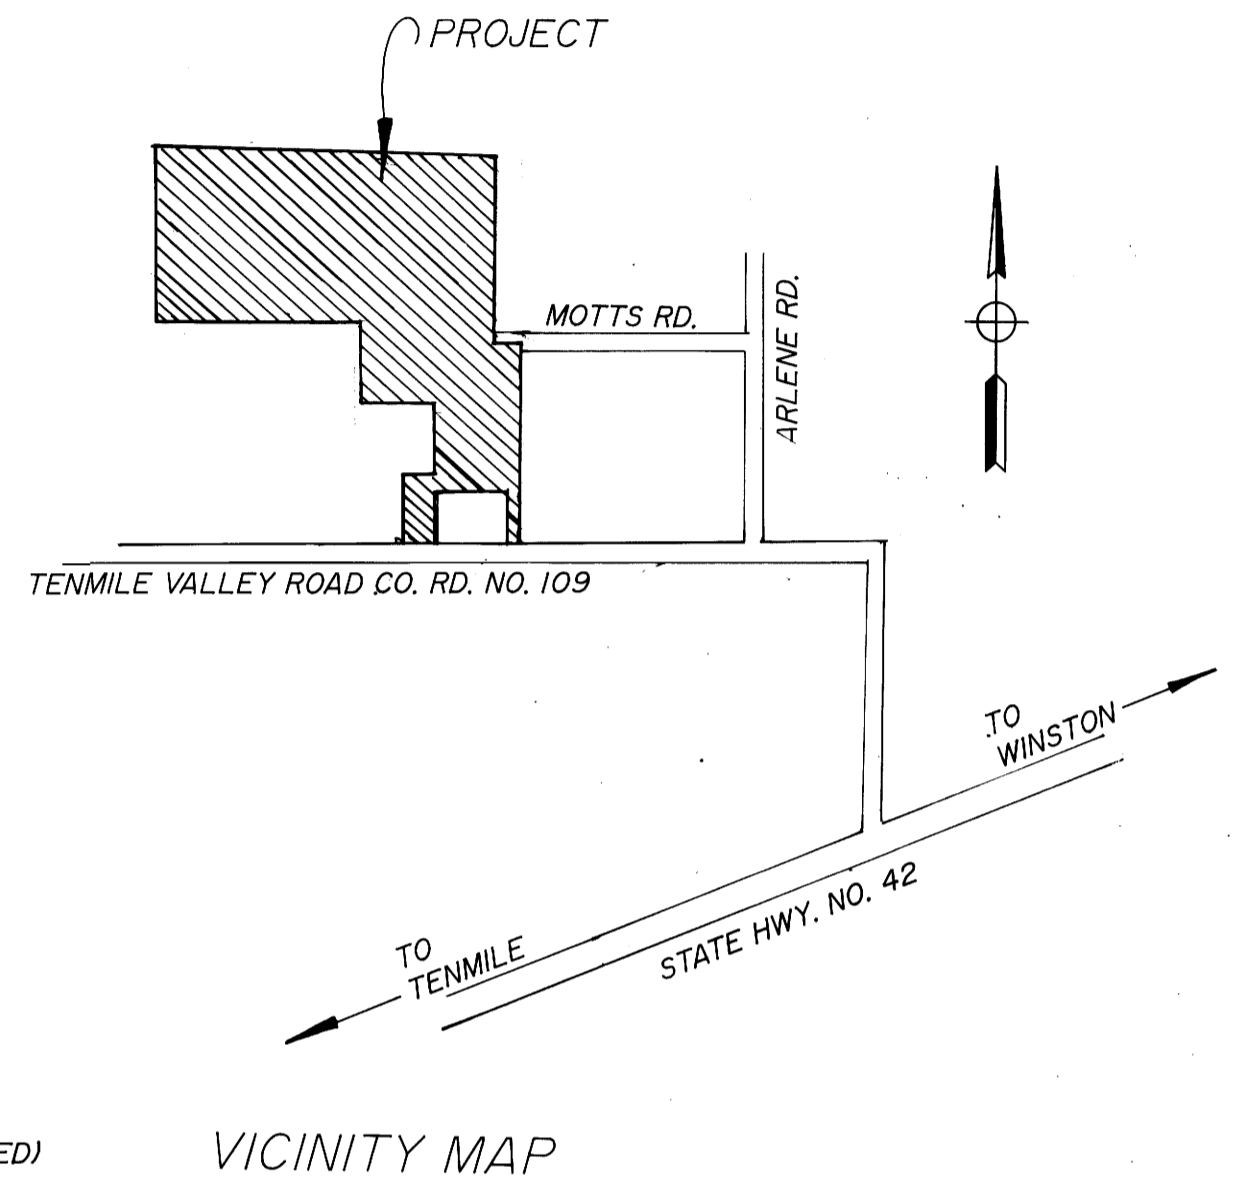 PROJECT
MOTTS RD.
ARLENE RD.
TENMILE VALLEY ROAD CO. RD. NO. 109
TO
WINSTON
STATE HWY. NO. 42
TO
TENMILE
ED)
VICINITY MAP